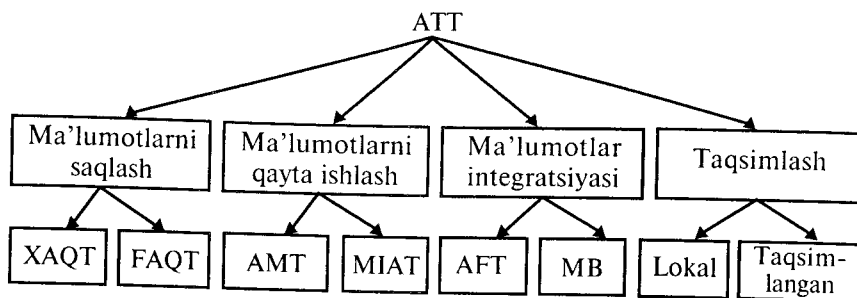 ATT
Ma'lumotlarni
saqlash
Ma'lumotlarni
qayta ishlash
Ma'lumotlar
integratsiyasi
Taqsimlash
XAQT
FAQT
AMT
MIAT
AFT
MB
Lokal
Taqsim-
langan